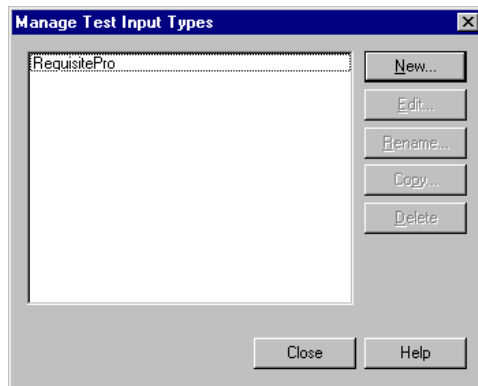 Manage Test Input Types
RequisitePro
New...
Edit...
Rename...
Copy...
Delete
Close
Help